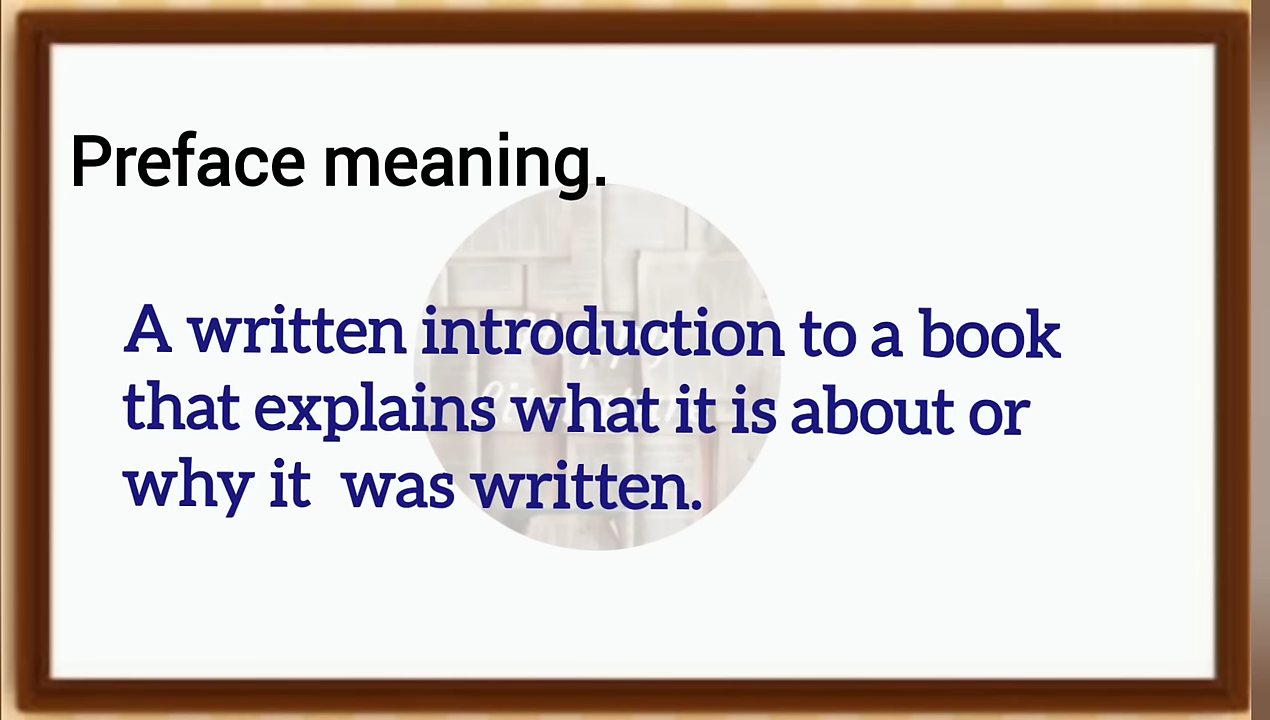 Preface meaning.
A written introduction to a book
that explains what it is about or
why it  was written.